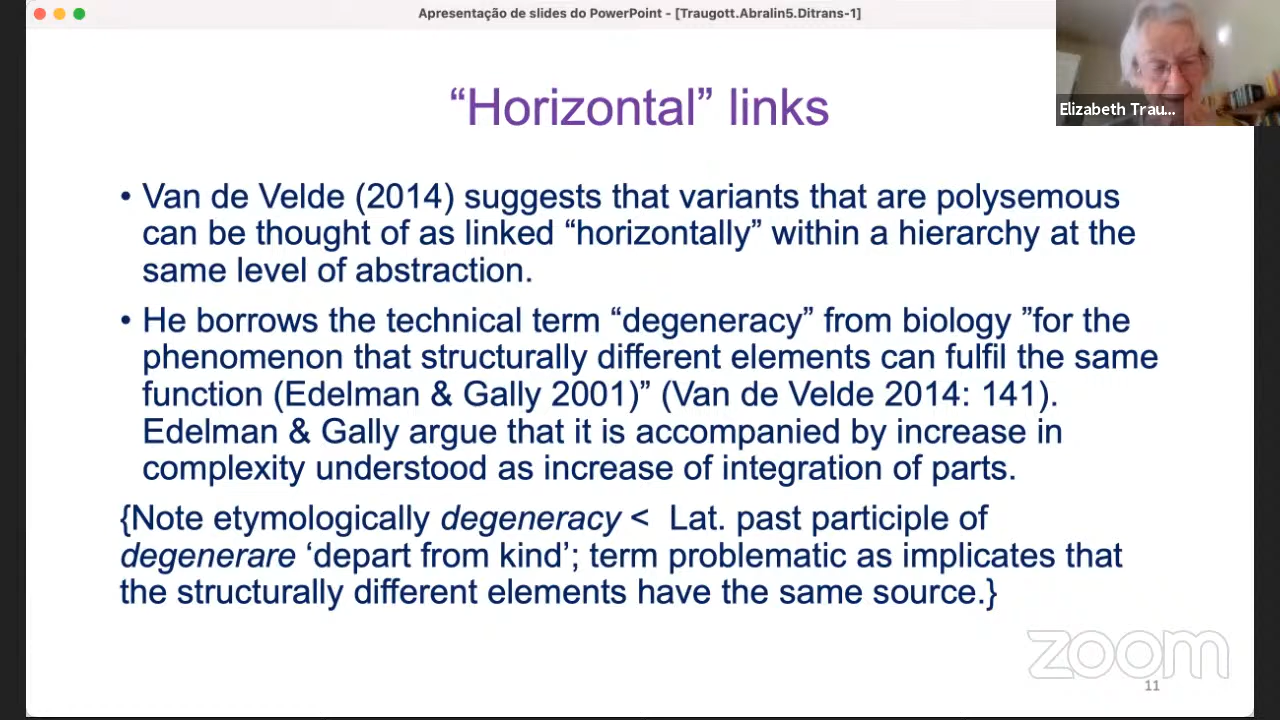 Apresentação de slides do PowerPoint - [Traugott.Abralin5.Ditrans-1]
Elizabeth Trau...
“Horizontal” links
• Van de Velde (2014) suggests that variants that are polysemous
can be thought of as linked “horizontally” within a hierarchy at the
same level of abstraction.
• He borrows the technical term “degeneracy” from biology ”for the
phenomenon that structurally different elements can fulfil the same
function (Edelman & Gally 2001)” (Van de Velde 2014: 141).
Edelman & Gally argue that it is accompanied by increase in
complexity understood as increase of integration of parts.
{Note etymologically degeneracy < Lat. past participle of
degenerare ‘depart from kind’; term problematic as implicates that
the structurally different elements have the same source.}
zoom
11